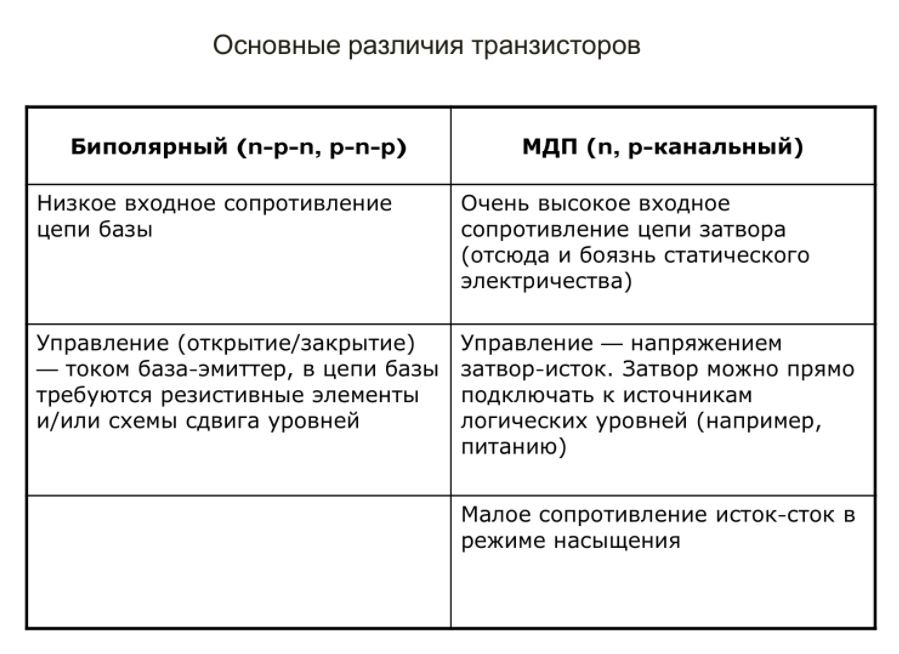 Основные различия транзисторов
Биполярный (n-p-n, p-n-p)
МДП (n, p-канальный)
Низкое входное сопротивление
цепи базы
Очень высокое входное
сопротивление цепи затвора
(отсюда и боязнь статического
электричества)
Управление (открытие/закрытие)
— током база-эмиттер, в цепи базы
требуются резистивные элементы
и/или схемы сдвига уровней
Управление — напряжением
затвор-исток. Затвор можно прямо
подключать к источникам
логических уровней (например,
питанию)
Малое сопротивление исток-сток в
режиме насыщения